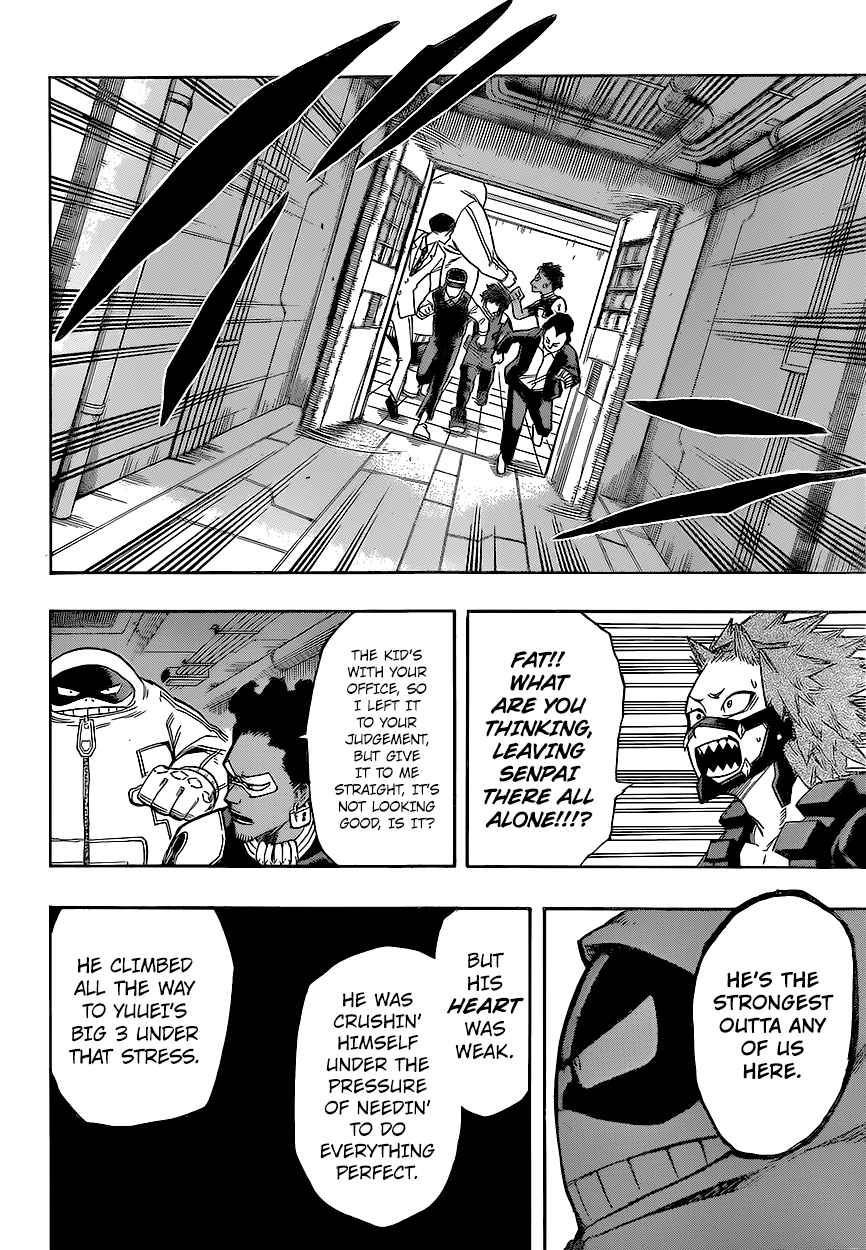 FAT!!
WHAT
ARE YOU
THINKING,
LEAVING
SENPAI
THERE ALL
ALONE!!!?
THE KID'S
WITH YOUR
OFFICE, SO
I LEFT IT
TO YOUR
JUDGEMENT,
BUT GIVE
IT TO ME
STRAIGHT, IT'S
NOT LOOKING
GOOD, IS IT?
HE'S THE
STRONGEST
OUTTA ANY
OF US
HERE.
BUT
HIS
HEART
WAS
WEAK.
HE WAS
CRUSHIN'
HIMSELF
UNDER THE
PRESSURE
OF NEEDIN'
TO DO
EVERYTHING
PERFECT.
HE CLIMBED
ALL THE WAY
TO YUUEI'S
BIG 3 UNDER
THAT STRESS.